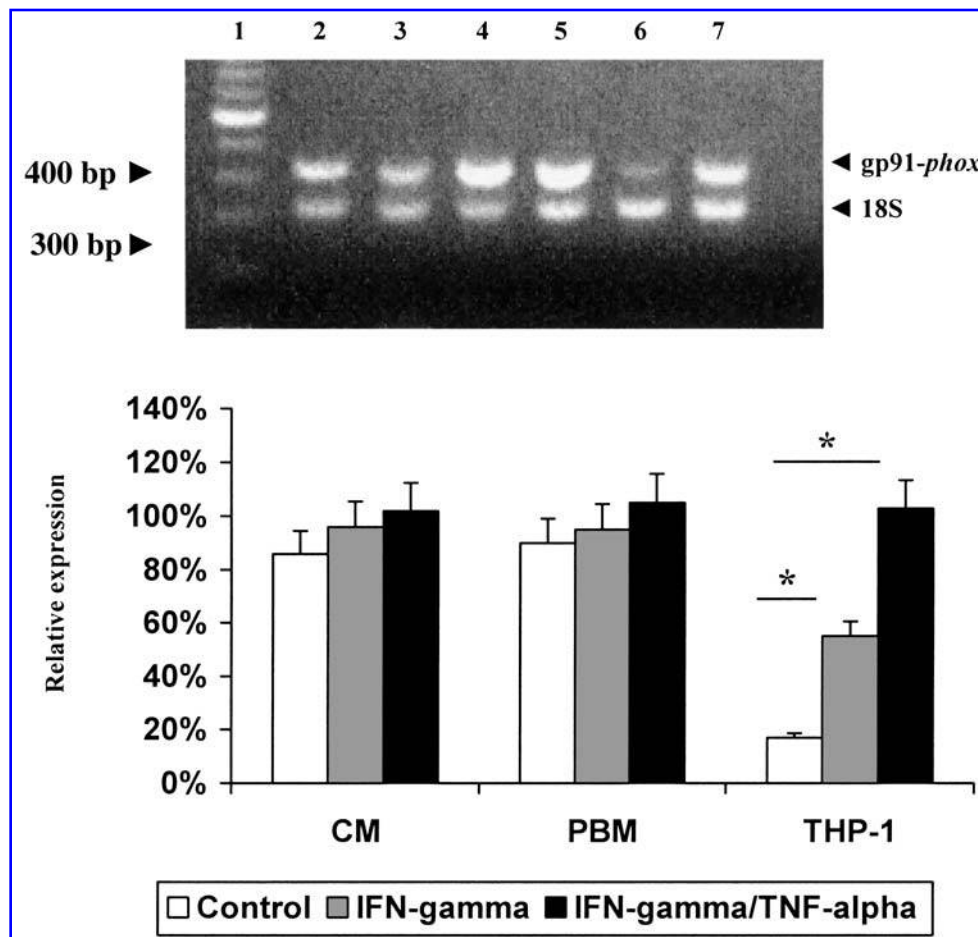 1 2 3 4 5 6 7
400 bp ►
300 bp ►
◄ gp91-phox
◄ 18S
140%
120%
100%
80%
60%
40%
20%
0%
Relative expression
* 
*
CM PBM THP-1
Control IFN-gamma IFN-gamma/TNF-alpha